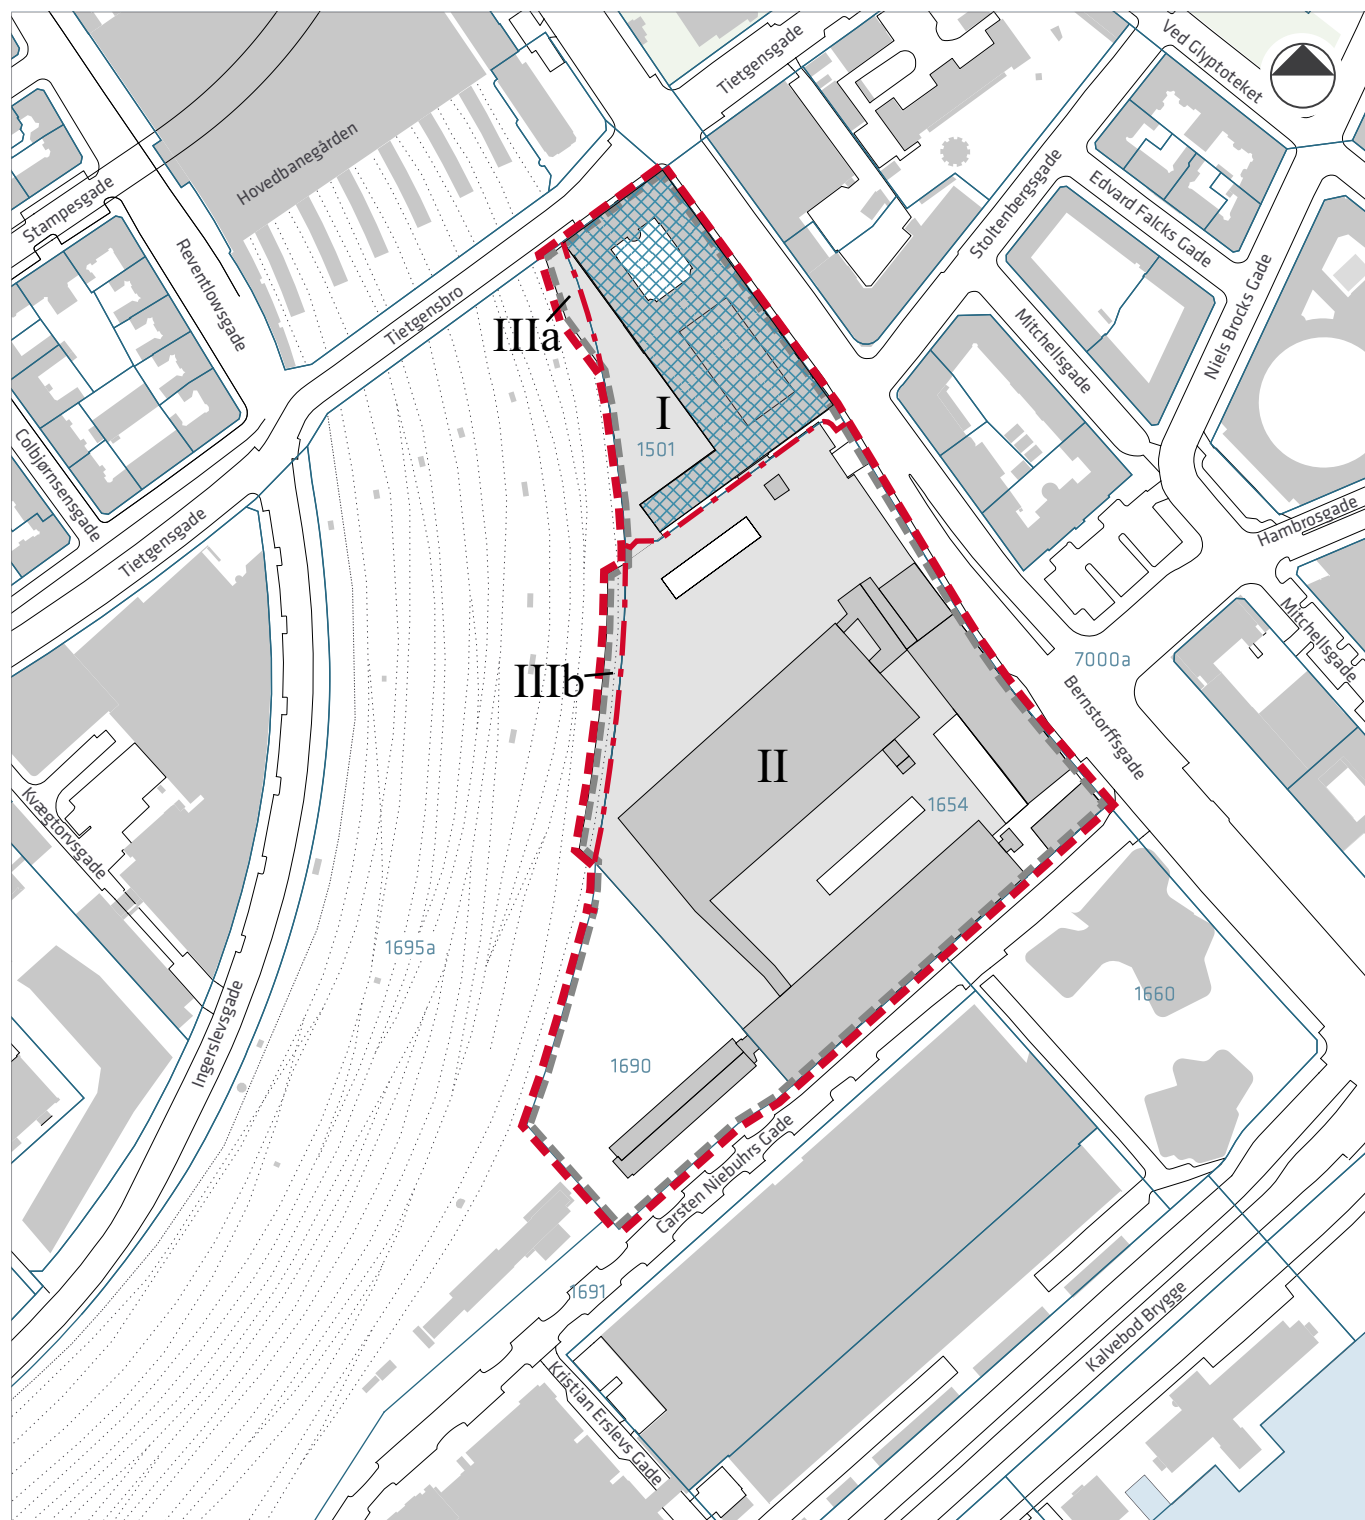 Tietgensgade
Ved Glyptoteket
Hovedbanegården
Stampesgade
Reventlowsgade
Stoltenbergsgade
Edvard Falcks Gade
Niels Brocks Gade
Tietgensbro
IIIa
Mitchellsgade
I
1501
Colbjørnsensgade
Tietgensgade
Hambrosgade
Mitchellsgade
7000a
IIIb
Bernstorffsgade
II
1654
Kvægtorvsgade
1695a
1660
Ingerslevsgade
1690
Carsten Niebuhrs Gade
1691
Kalvebod Brygge
Kristian Erslevs Gade